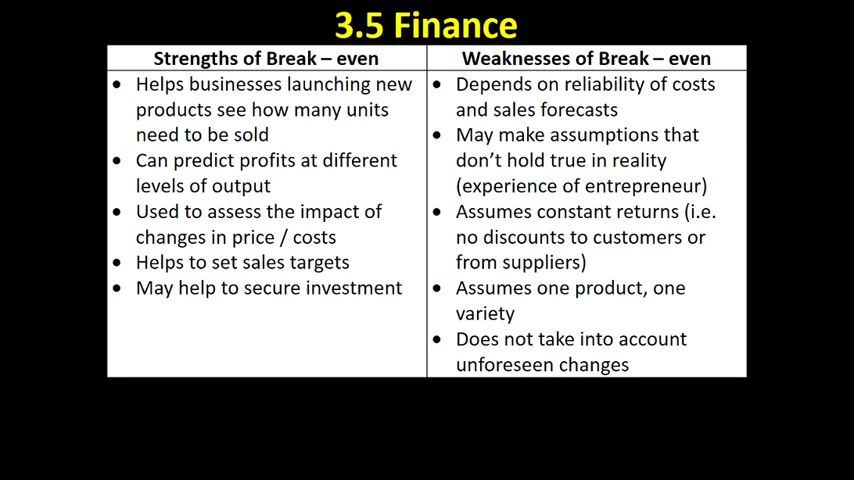 3.5 Finance
Strengths of Break – even
• Helps businesses launching new
products see how many units
need to be sold
• Can predict profits at different
levels of output
• Used to assess the impact of
changes in price / costs
• Helps to set sales targets
• May help to secure investment
Weaknesses of Break – even
• Depends on reliability of costs
and sales forecasts
• May make assumptions that
don’t hold true in reality
(experience of entrepreneur)
• Assumes constant returns (i.e.
no discounts to customers or
from suppliers)
• Assumes one product, one
variety
• Does not take into account
unforeseen changes